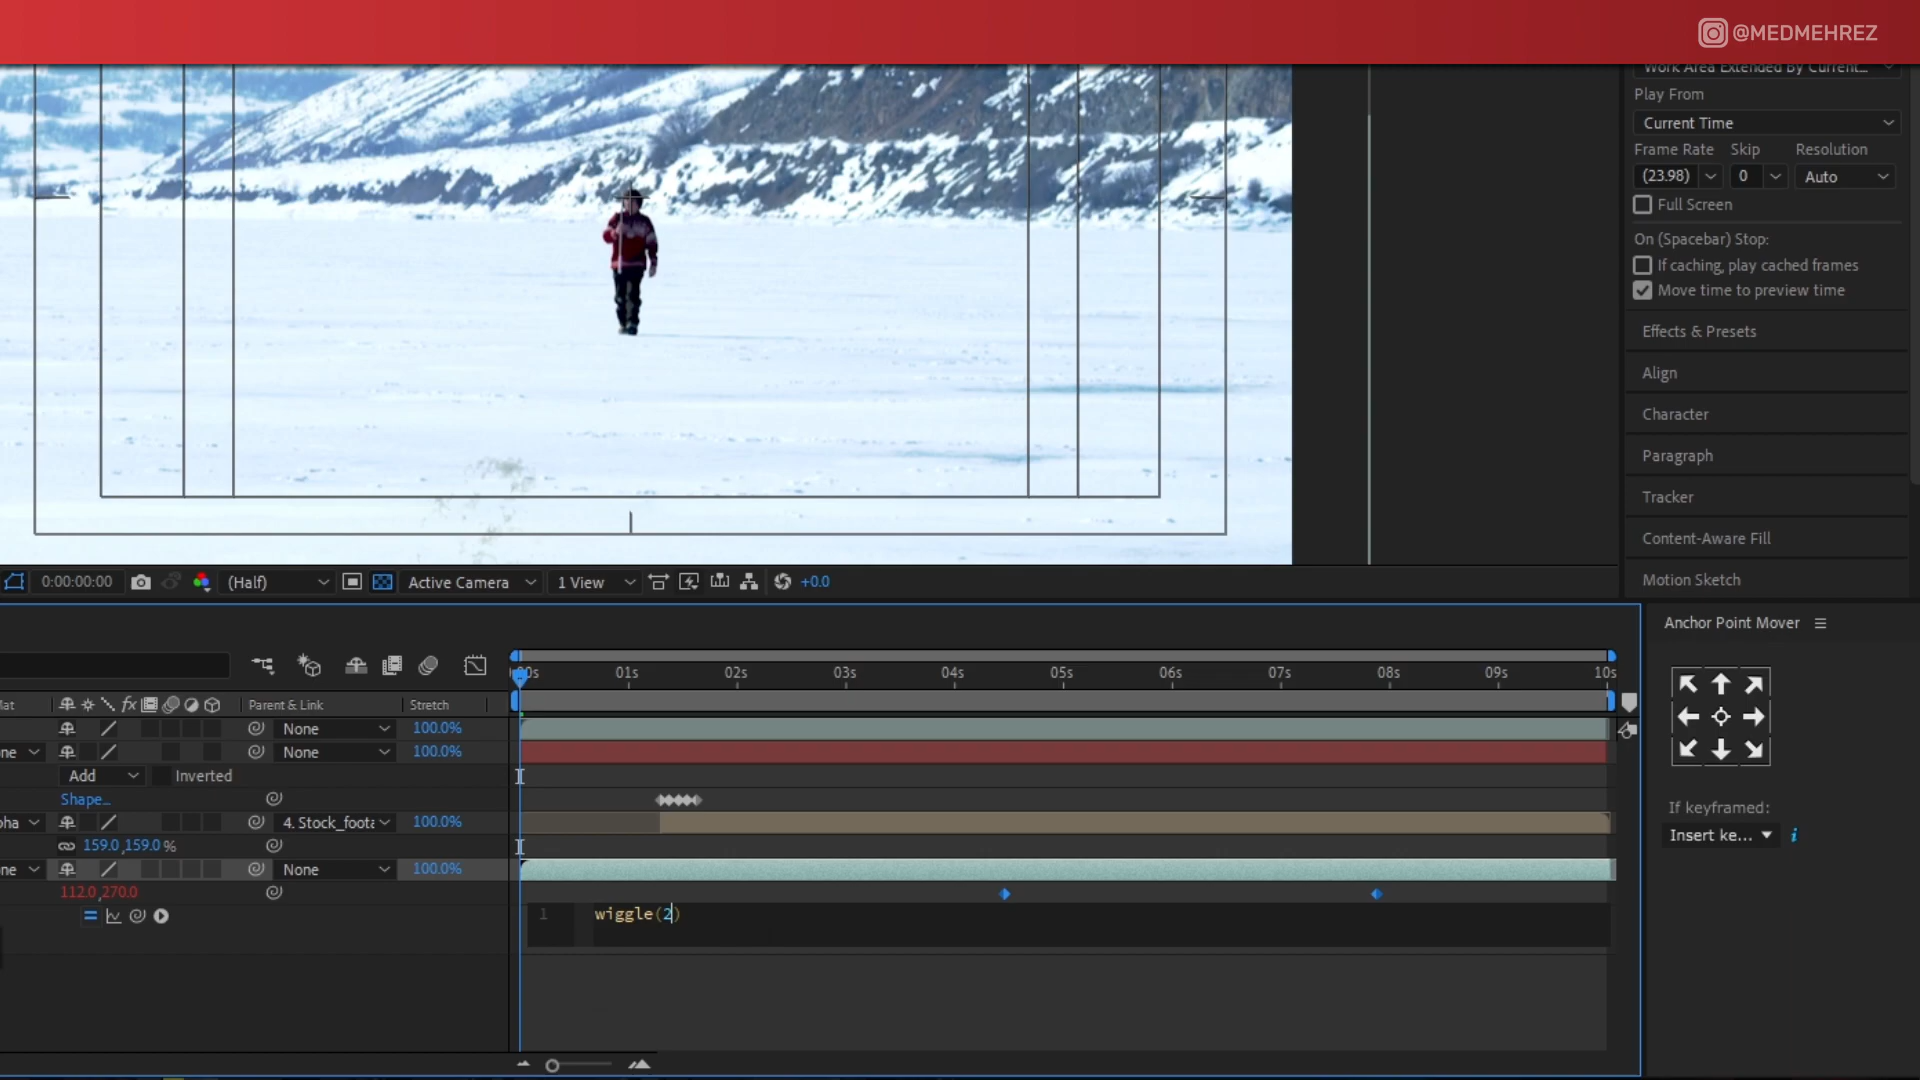 @MEDMEHREZ
Work Area Extended By Current...
Play From
Current Time
Frame Rate Skip Resolution
(23.98) 0 Auto
Full Screen
On (Spacebar) Stop:
If caching, play cached frames
Move time to preview time
Effects & Presets
Align
Character
Paragraph
Tracker
Content-Aware Fill
Motion Sketch
0:00:00:00 (Half) Active Camera 1 View +0.0
Anchor Point Mover
If keyframed:
Insert ke...
i
01s 02s 03s 04s 05s 06s 07s 08s 09s 10s
fx Parent & Link Stretch
None 100.0%
None 100.0%
Add Inverted
Shape...
4. Stock_foota 100.0%
159.0,159.0 %
None 100.0%
112.0,270.0
1 wiggle(2)